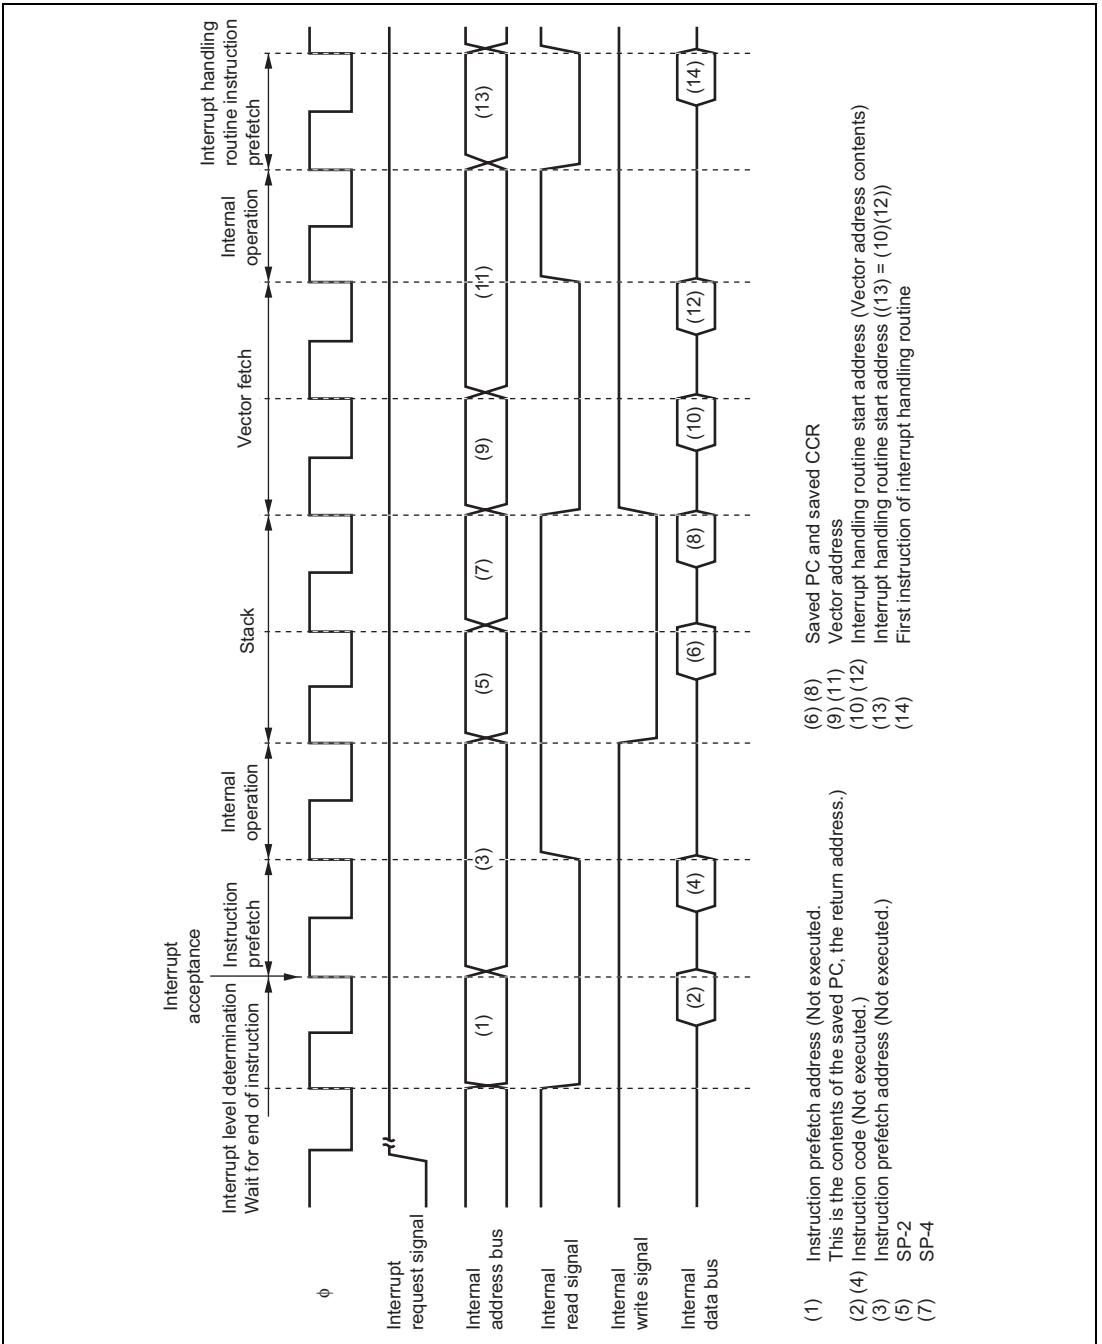 Interrupt
acceptance
Interrupt level determination
Wait for end of instruction
Instruction
prefetch
Internal
operation
Stack
Vector fetch
Internal
operation
Interrupt handling
routine instruction
prefetch
φ
Interrupt
request signal
Internal
address bus
(1)
(3)
(5)
(7)
(9)
(11)
(13)
Internal
read signal
Internal
write signal
Internal
data bus
(2)
(4)
(6)
(8)
(10)
(12)
(14)
(1) Instruction prefetch address (Not executed.
This is the contents of the saved PC, the return address.)
(2) (4) Instruction code (Not executed.)
(3) Instruction prefetch address (Not executed.)
(5) SP-2
(7) SP-4
(6) (8) Saved PC and saved CCR
(9) (11) Vector address
(10) (12) Interrupt handling routine start address (Vector address contents)
(13) Interrupt handling routine start address ((13) = (10)(12))
(14) First instruction of interrupt handling routine